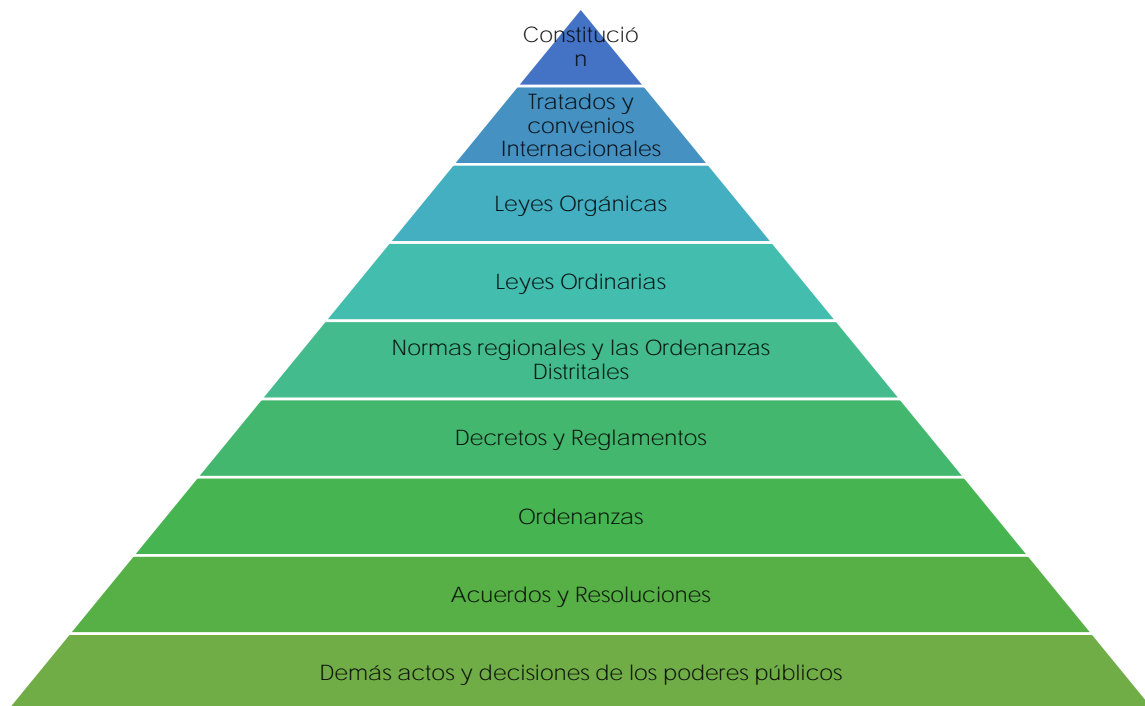 Constitució
n
Tratados y
convenios
Internacionales
Leyes Orgánicas
Leyes Ordinarias
Normas regionales y las Ordenanzas
Distritales
Decretos y Reglamentos
Ordenanzas
Acuerdos y Resoluciones
Demás actos y decisiones de los poderes públicos